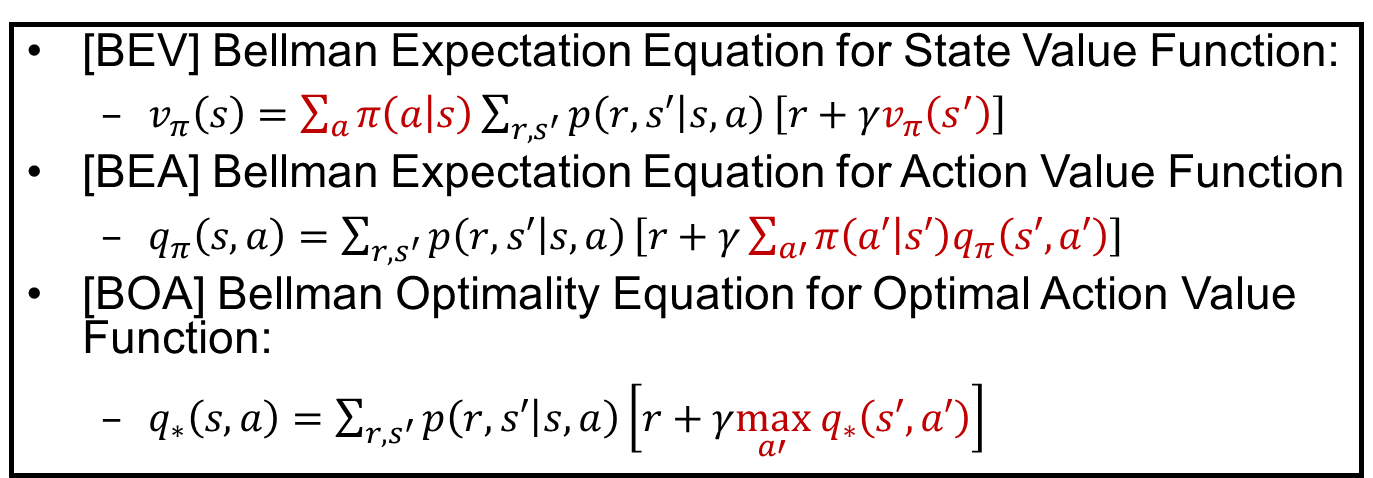 • [BEV] Bellman Expectation Equation for State Value Function:
– 𝑣_𝜋(𝑠) = ∑_𝑎 𝜋(𝑎|𝑠) ∑_{𝑟,𝑠′} 𝑝(𝑟, 𝑠′|𝑠, 𝑎) [𝑟 + 𝛾𝑣_𝜋(𝑠′)]
• [BEA] Bellman Expectation Equation for Action Value Function
– 𝑞_𝜋(𝑠, 𝑎) = ∑_{𝑟,𝑠′} 𝑝(𝑟, 𝑠′|𝑠, 𝑎) [𝑟 + 𝛾 ∑_{𝑎′} 𝜋(𝑎′|𝑠′)𝑞_𝜋(𝑠′, 𝑎′)]
• [BOA] Bellman Optimality Equation for Optimal Action Value
Function:
– 𝑞_∗(𝑠, 𝑎) = ∑_{𝑟,𝑠′} 𝑝(𝑟, 𝑠′|𝑠, 𝑎) [𝑟 + 𝛾 max_{𝑎′} 𝑞_∗(𝑠′, 𝑎′)]